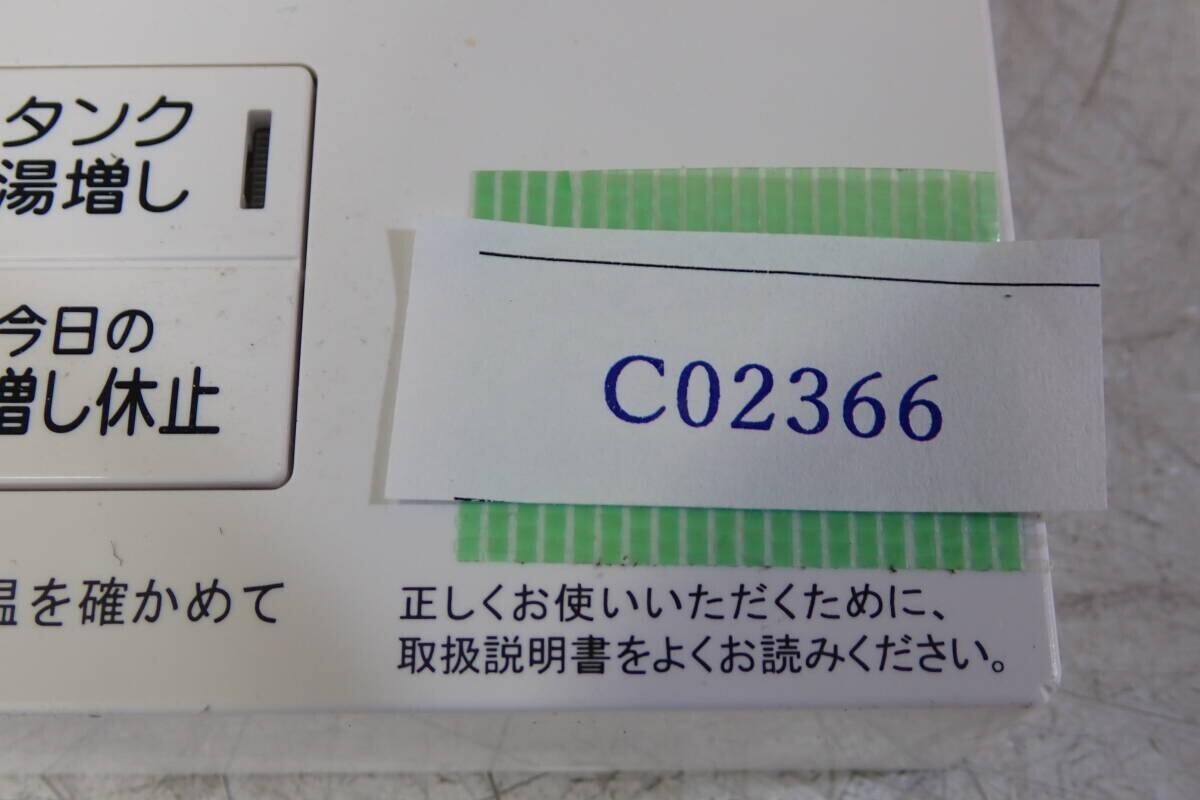 タンク
湯増し
今日の
増し休止
C02366
温を確かめて
正しくお使いいただくために、
取扱説明書をよくお読みください。